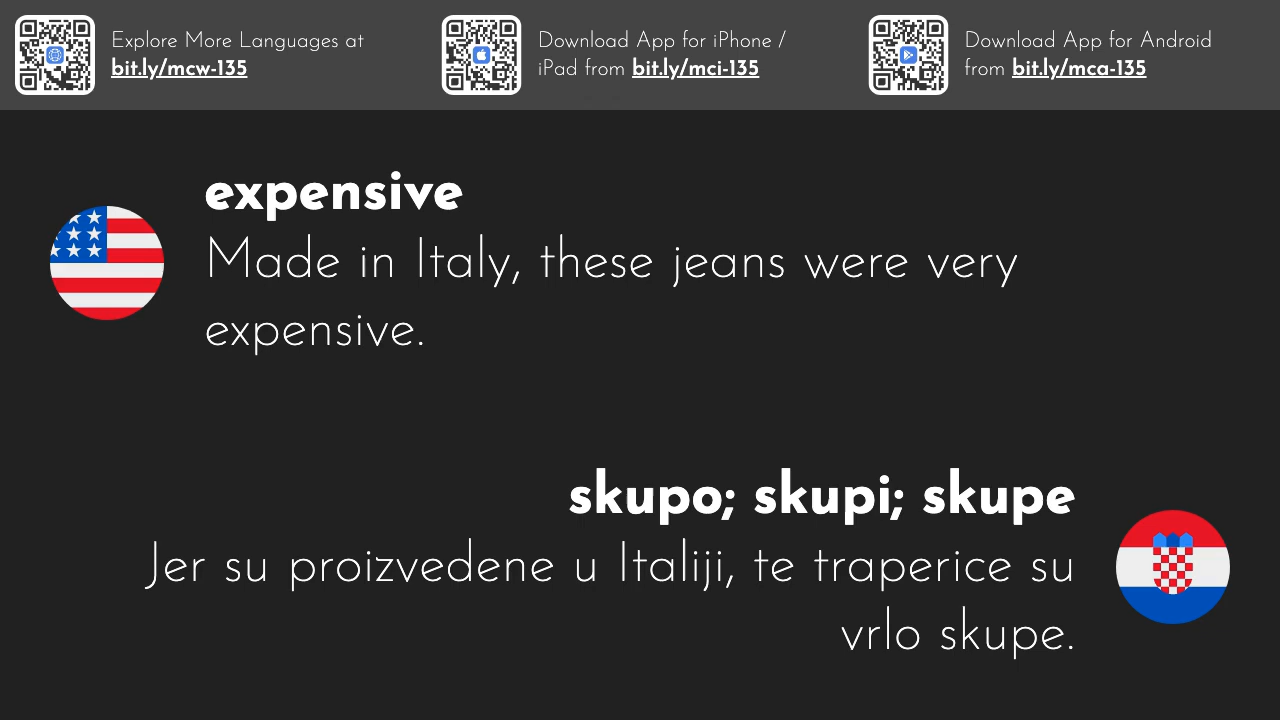 Explore More Languages at
bit.ly/mcw-135
Download App for iPhone /
iPad from bit.ly/mci-135
Download App for Android
from bit.ly/mca-135
expensive
Made in Italy, these jeans were very
expensive.
skupo; skupi; skupe
Jer su proizvedene u Italiji, te traperice su
vrlo skupe.